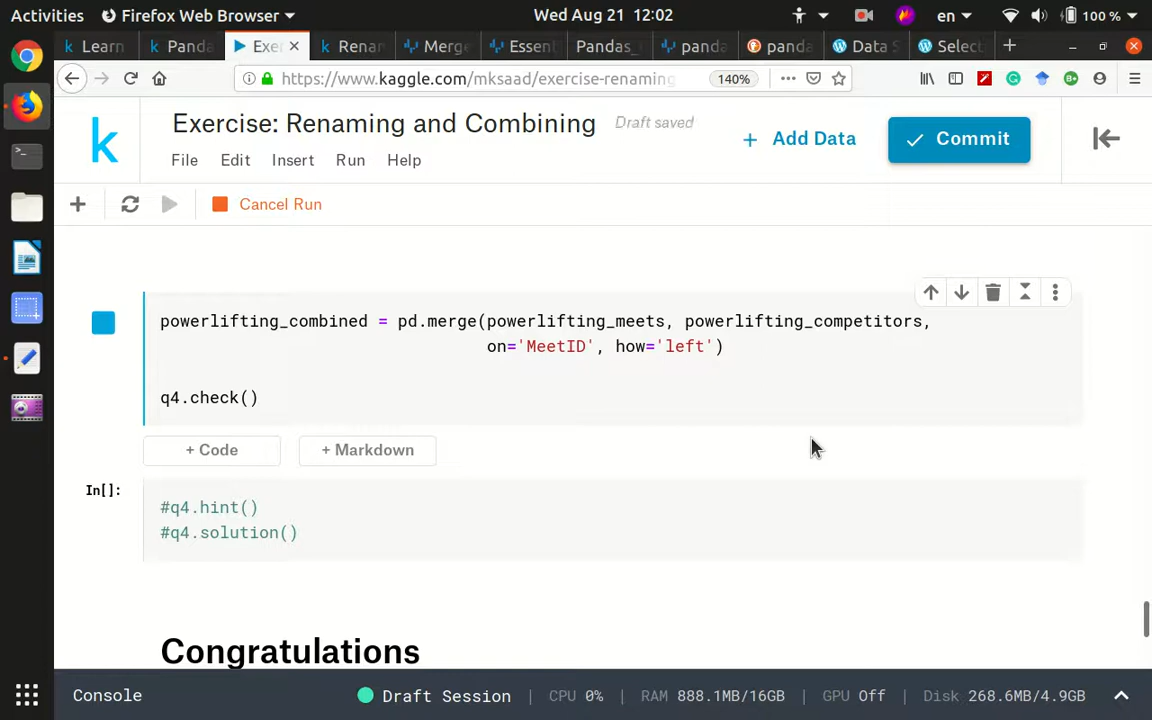 Activities Firefox Web Browser Wed Aug 21 12:02 en 100 %
Learn Panda Exer Renam Merge Essent Pandas_ panda panda Data S Select
https://www.kaggle.com/mksaad/exercise-renaming 140%
k Exercise: Renaming and Combining Draft saved
+ Add Data Commit
File Edit Insert Run Help
Cancel Run
powerlifting_combined = pd.merge(powerlifting_meets, powerlifting_competitors,
on='MeetID', how='left')
q4.check()
+ Code + Markdown
In[]:
#q4.hint()
#q4.solution()
Congratulations
Console Draft Session CPU 0% RAM 888.1MB/16GB GPU Off Disk 268.6MB/4.9GB